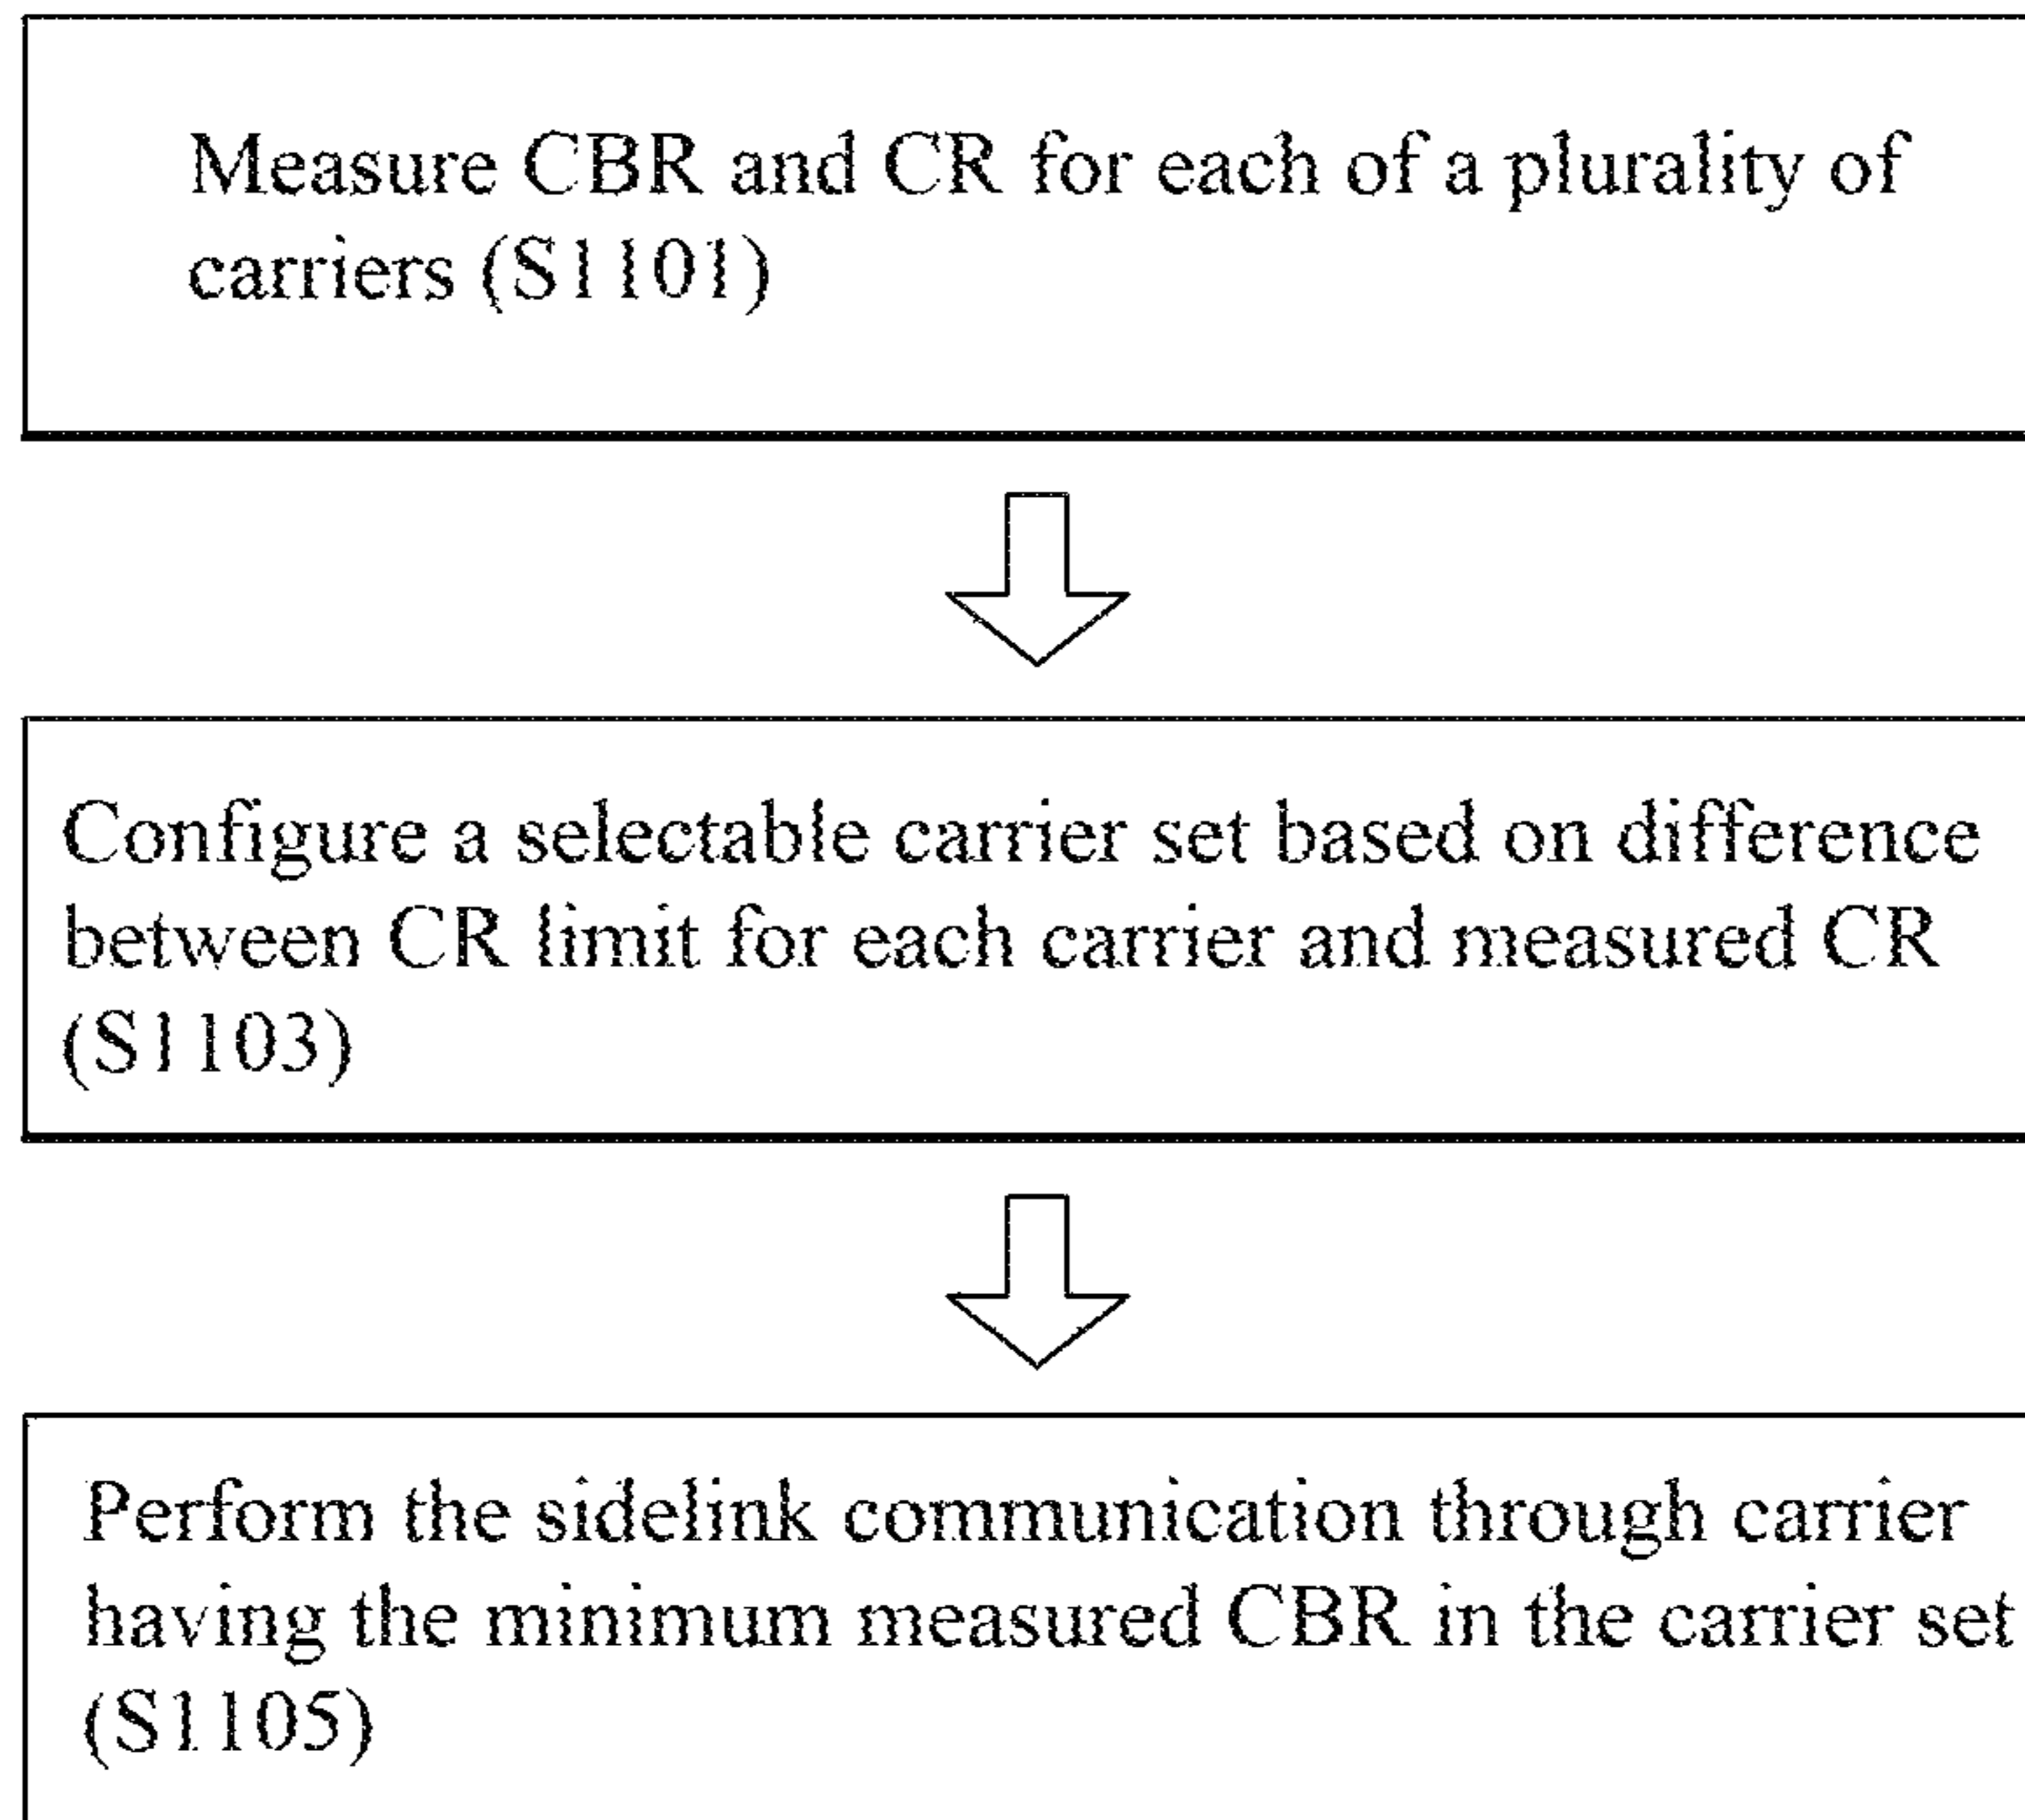 Measure CBR and CR for each of a plurality of
carriers (S1101)
Configure a selectable carrier set based on difference
between CR limit for each carrier and measured CR
(S1103)
Perform the sidelink communication through carrier
having the minimum measured CBR in the carrier set
(S1105)